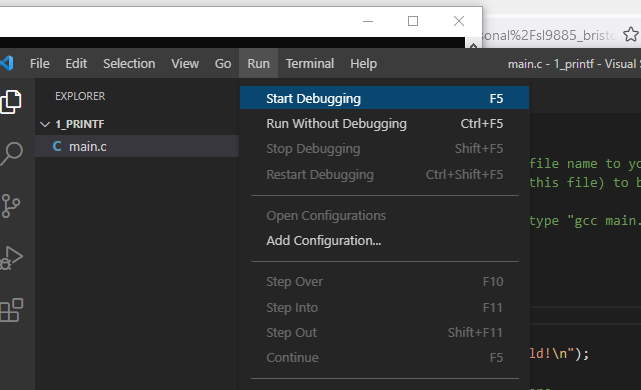 sonal%2Fsl9885_brist
File Edit Selection View Go Run Terminal Help main.c - 1_printf - Visual S
EXPLORER
1_PRINTF
C main.c
Start Debugging F5
Run Without Debugging Ctrl+F5
Stop Debugging Shift+F5
Restart Debugging Ctrl+Shift+F5
Open Configurations
Add Configuration...
Step Over F10
Step Into F11
Step Out Shift+F11
Continue F5
file name to yo
this file) to b
type "gcc main.
ld!\n");